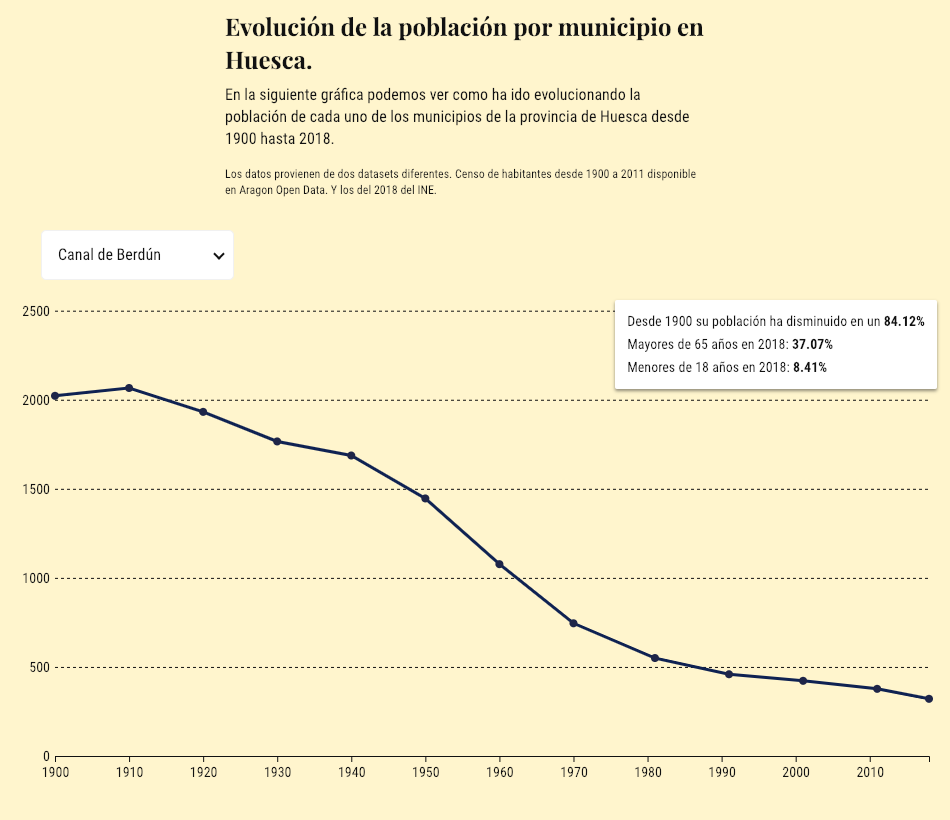 Evolución de la población por municipio en
Huesca.
En la siguiente gráfica podemos ver como ha ido evolucionando la
población de cada uno de los municipios de la provincia de Huesca desde
1900 hasta 2018.
Los datos provienen de dos datasets diferentes. Censo de habitantes desde 1900 a 2011 disponible
en Aragon Open Data. Y los del 2018 del INE.
Canal de Berdún
Desde 1900 su población ha disminuido en un 84.12%
Mayores de 65 años en 2018: 37.07%
Menores de 18 años en 2018: 8.41%
2500
2000
1500
1000
500
0
1900 1910 1920 1930 1940 1950 1960 1970 1980 1990 2000 2010